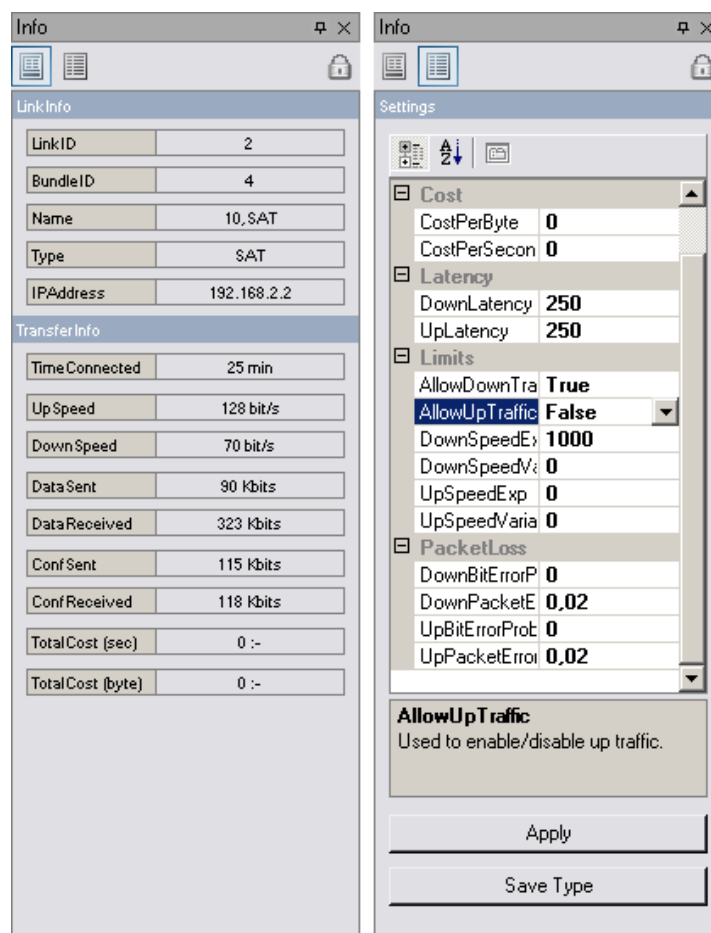 Info
LinkInfo
LinkID 2
BundleID 4
Name 10, SAT
Type SAT
IPAddress 192.168.2.2
TransferInfo
TimeConnected 25 min
UpSpeed 128 bit/s
DownSpeed 70 bit/s
DataSent 90 Kbits
DataReceived 323 Kbits
ConfSent 115 Kbits
ConfReceived 118 Kbits
TotalCost (sec) 0 :-
TotalCost (byte) 0 :-
Info
Settings
Cost
CostPerByte 0
CostPerSecon 0
Latency
DownLatency 250
UpLatency 250
Limits
AllowDownTra True
AllowUpTraffic False
DownSpeedEx 1000
DownSpeedVa 0
UpSpeedExp 0
UpSpeedVaria 0
PacketLoss
DownBitErrorP 0
DownPacketE 0,02
UpBitErrorProb 0
UpPacketError 0,02
AllowUpTraffic
Used to enable/disable up traffic.
Apply
Save Type